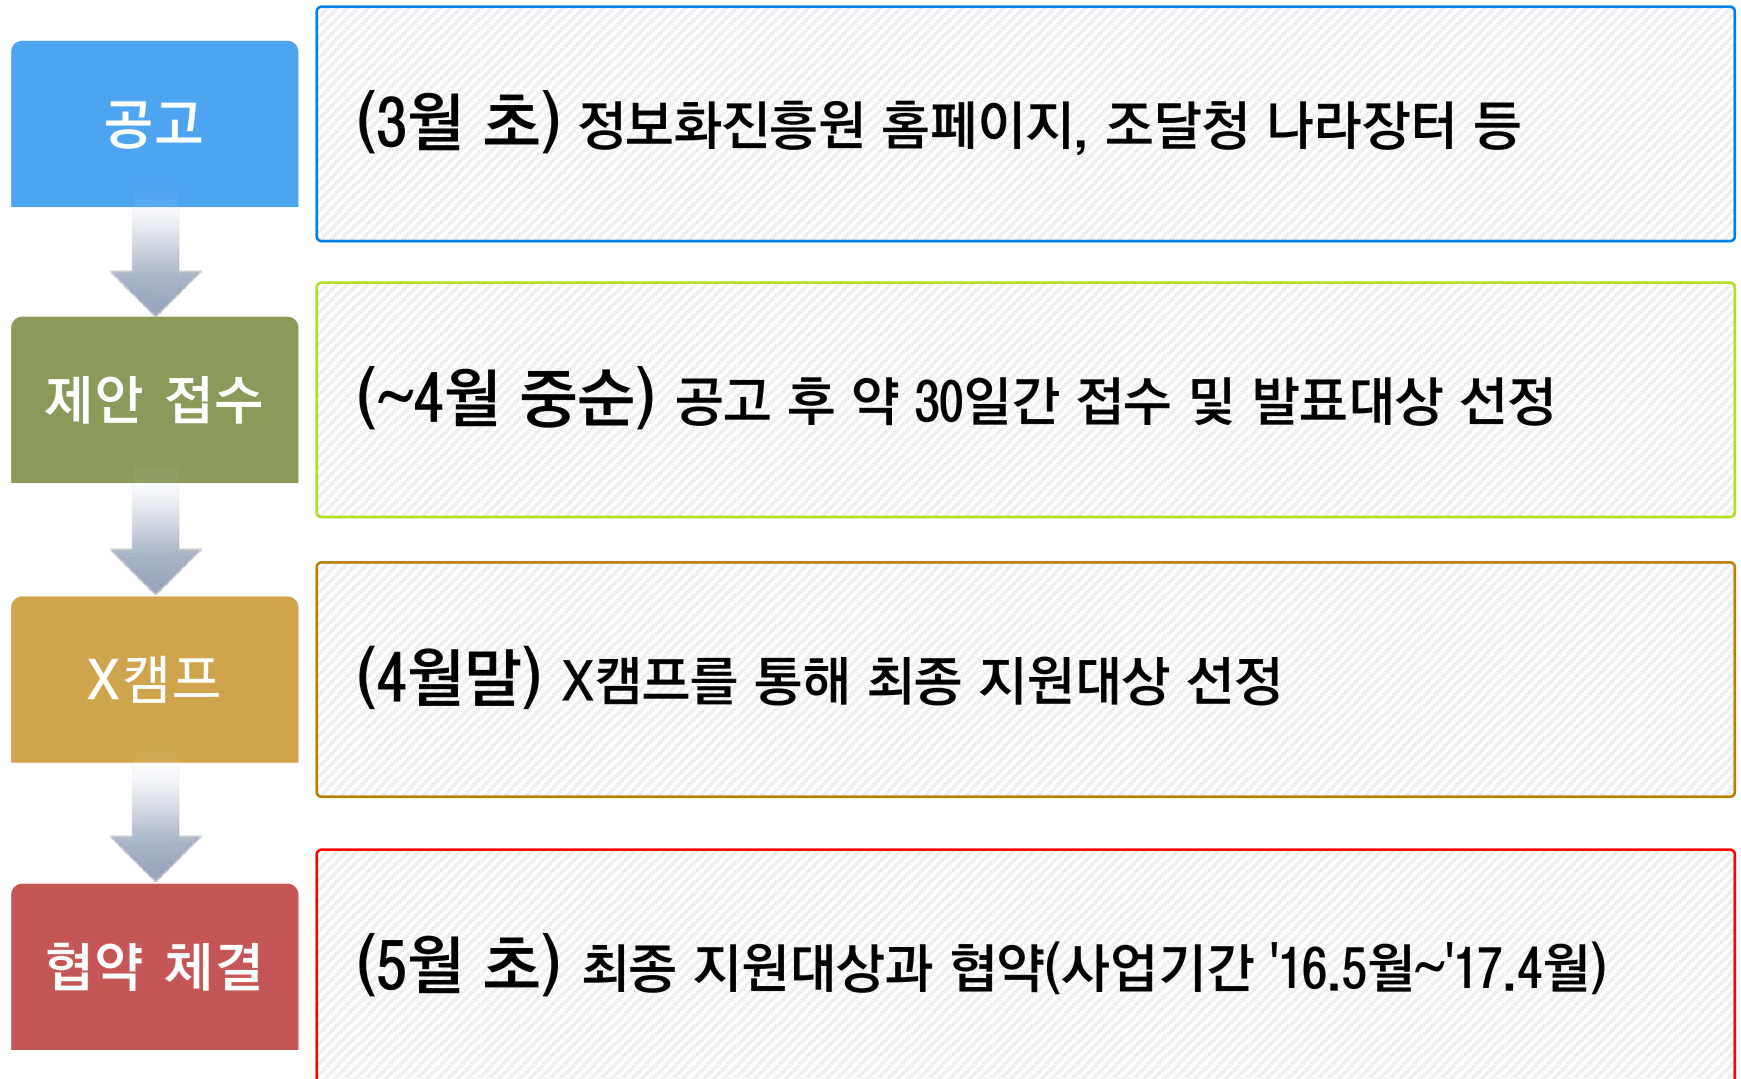 공고
(3월 초) 정보화진흥원 홈페이지, 조달청 나라장터 등
제안 접수
(~4월 중순) 공고 후 약 30일간 접수 및 발표대상 선정
X캠프
(4월말) X캠프를 통해 최종 지원대상 선정
협약 체결
(5월 초) 최종 지원대상과 협약(사업기간 '16.5월~'17.4월)